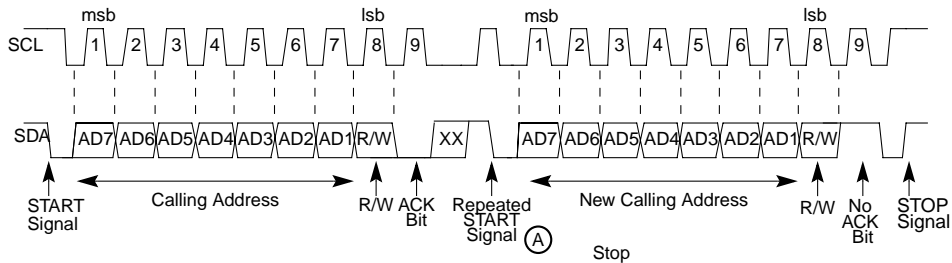 msb lsb msb lsb
SCL 1 2 3 4 5 6 7 8 9 1 2 3 4 5 6 7 8 9
SDA AD7 AD6 AD5 AD4 AD3 AD2 AD1 R/W XX AD7 AD6 AD5 AD4 AD3 AD2 AD1 R/W
START
Signal
Calling Address
R/W
ACK
Bit
Repeated
START
Signal
A
New Calling Address
R/W
No
ACK
Bit
STOP
Signal
Stop